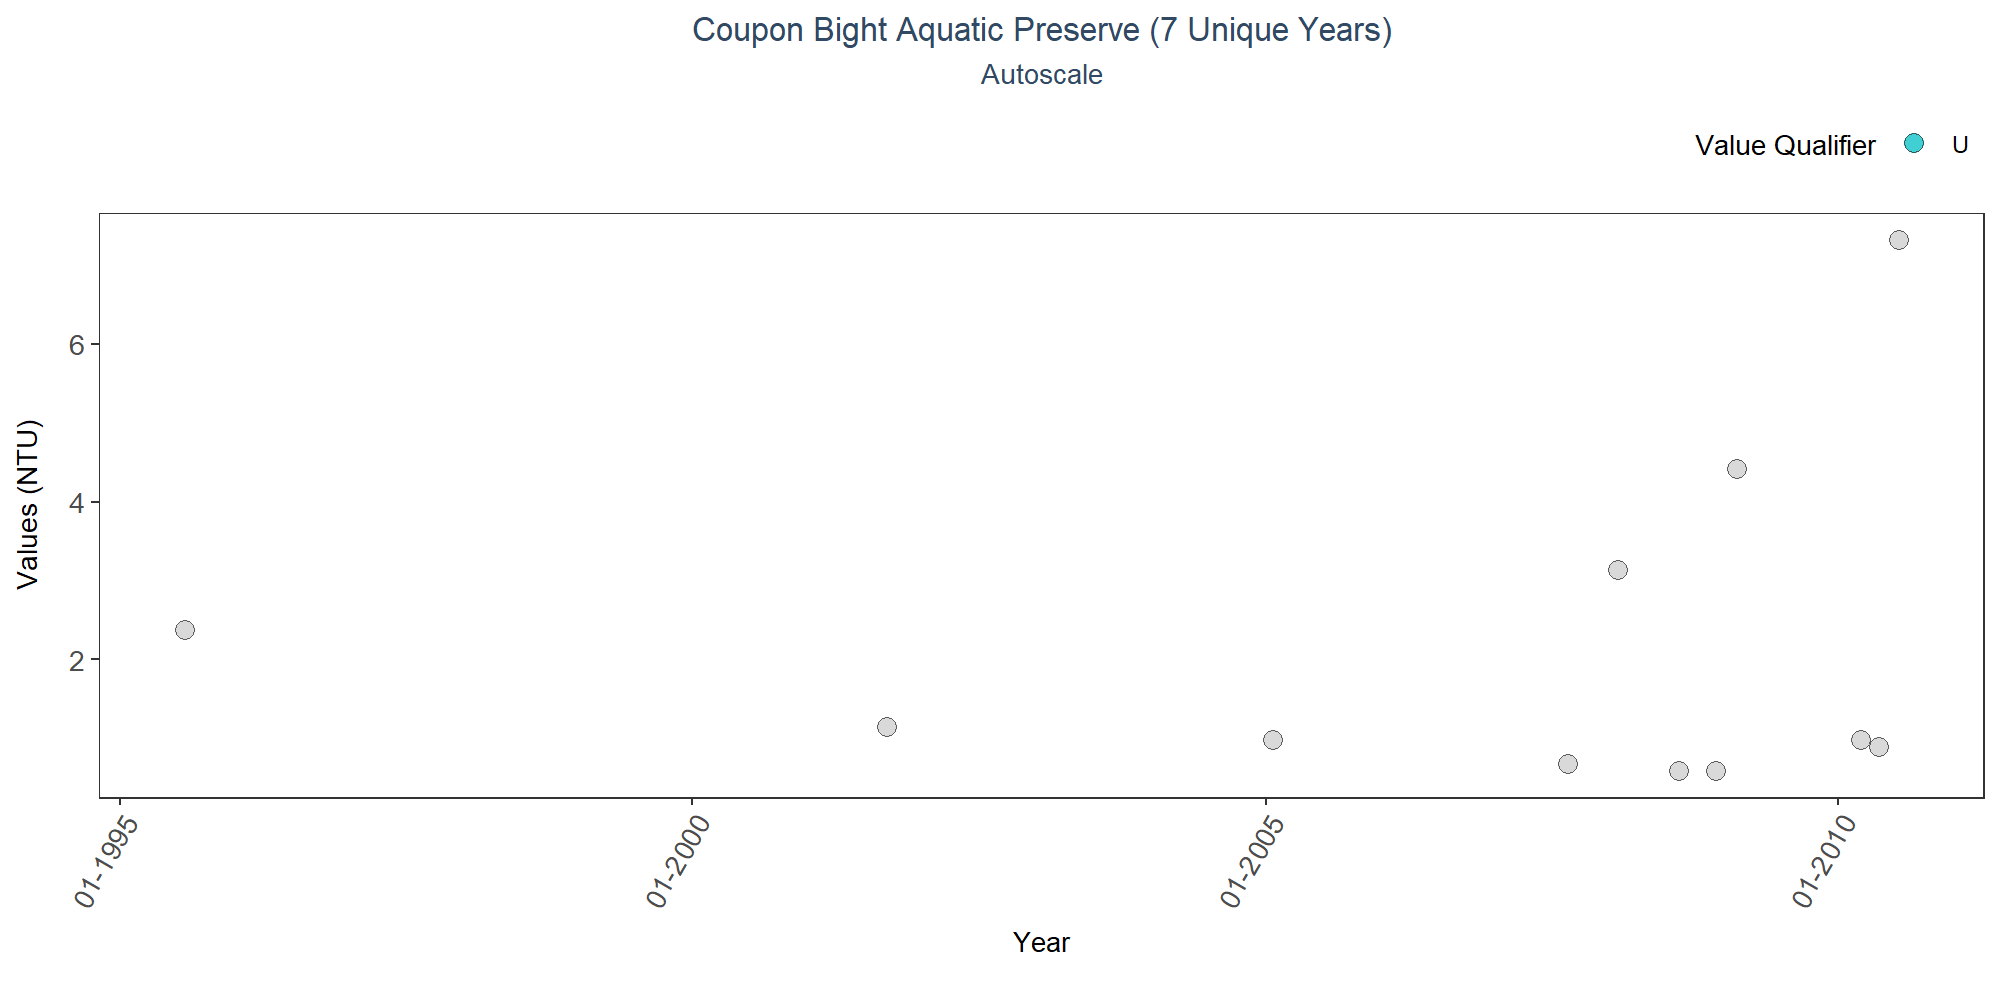 Coupon Bight Aquatic Preserve (7 Unique Years)
Autoscale
Value Qualifier U
Values (NTU)
6
4
2
01-1995 01-2000 01-2005 01-2010
Year